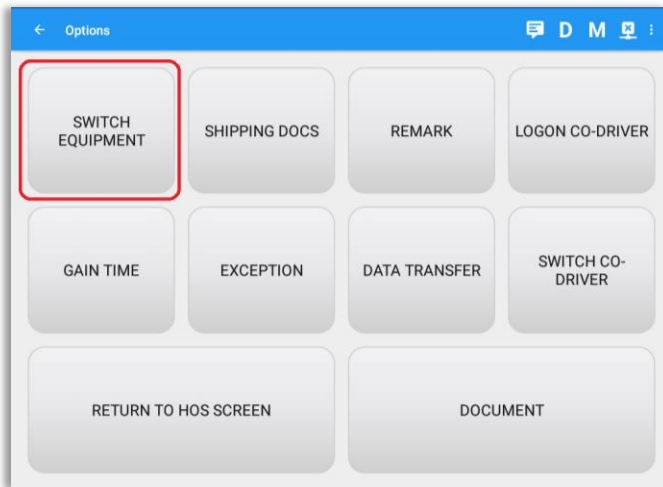 Options
D M
SWITCH
EQUIPMENT
SHIPPING DOCS
REMARK
LOGON CO-DRIVER
GAIN TIME
EXCEPTION
DATA TRANSFER
SWITCH CO-
DRIVER
RETURN TO HOS SCREEN
DOCUMENT